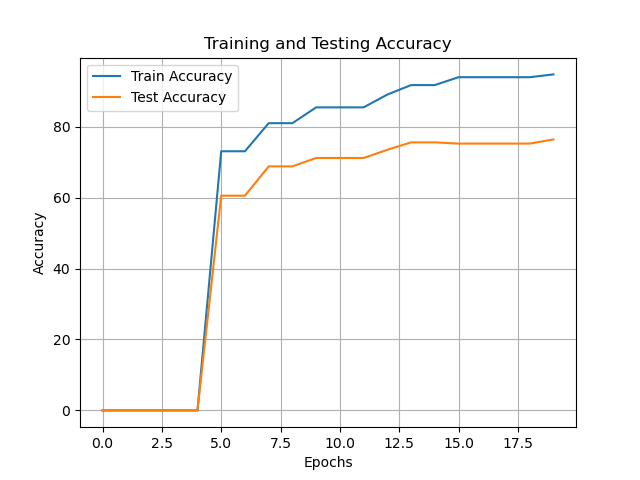 Training and Testing Accuracy
Train Accuracy
Test Accuracy
80
60
40
20
0
Accuracy
0.0 2.5 5.0 7.5 10.0 12.5 15.0 17.5
Epochs